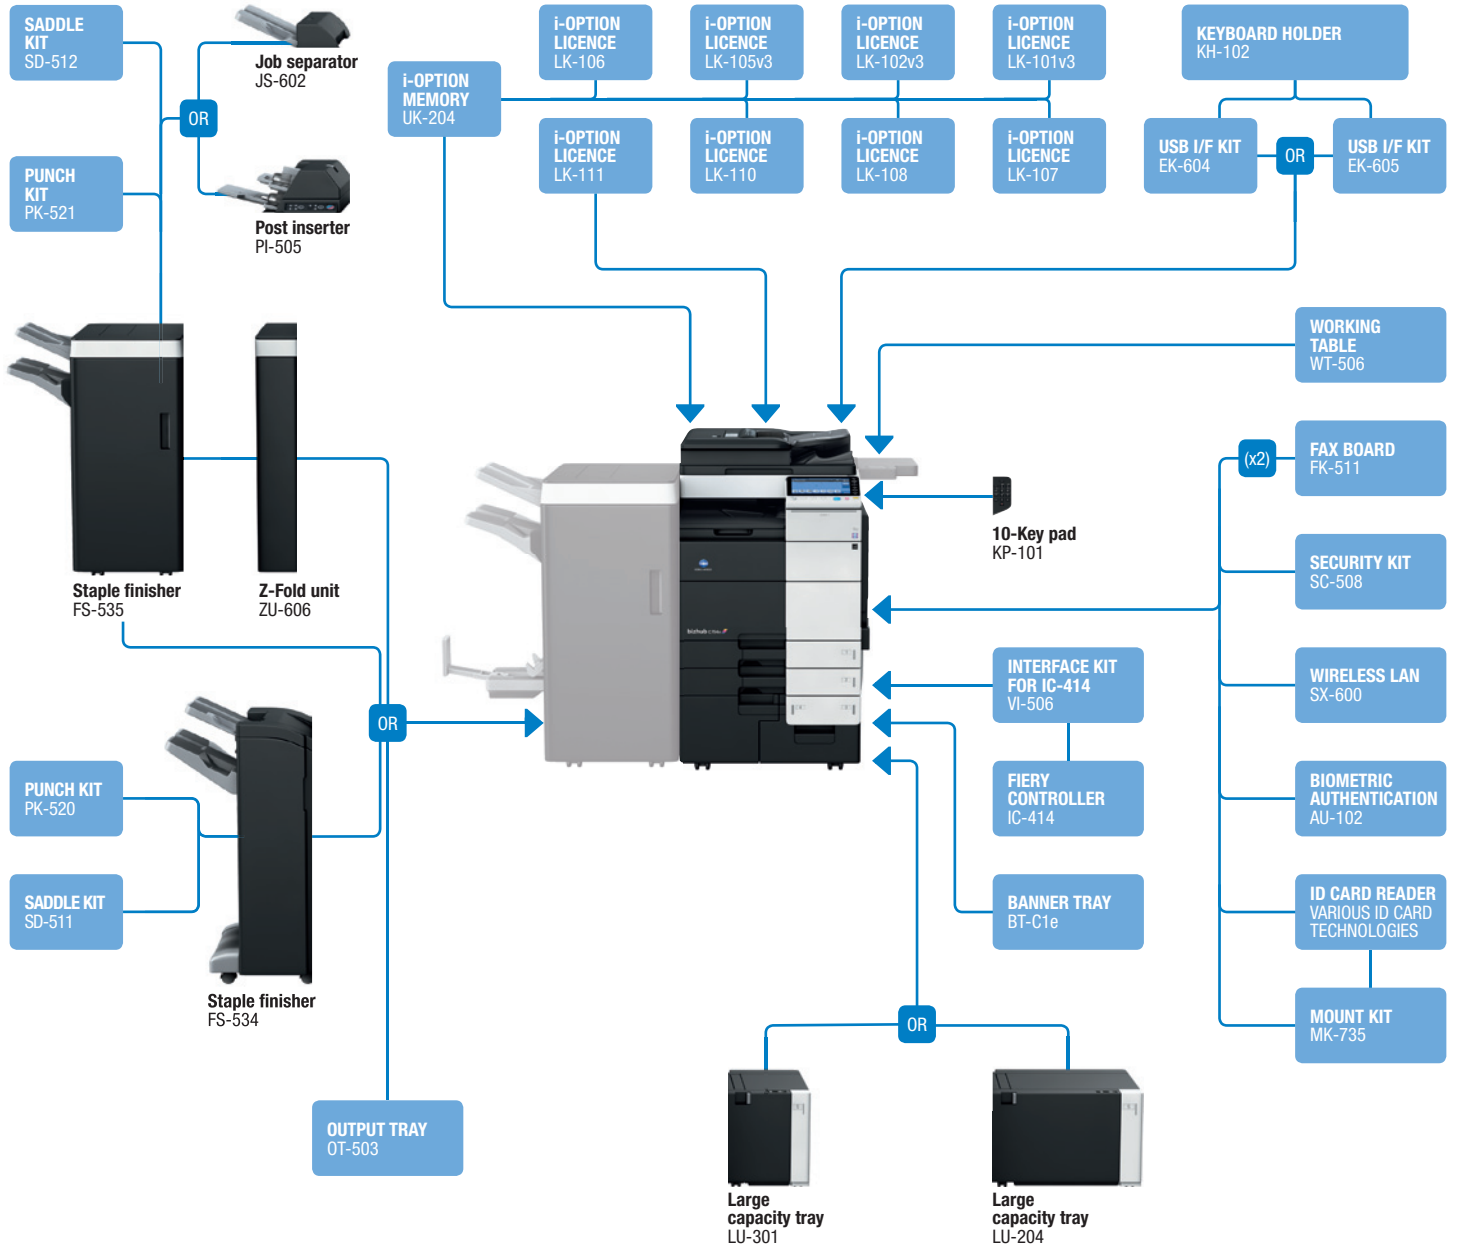 SADDLE
KIT
SD-512
Job separator
JS-602
OR
PUNCH
KIT
PK-521
Post inserter
PI-505
i-OPTION
MEMORY
UK-204
i-OPTION
LICENCE
LK-106
i-OPTION
LICENCE
LK-105v3
i-OPTION
LICENCE
LK-102v3
i-OPTION
LICENCE
LK-101v3
i-OPTION
LICENCE
LK-111
i-OPTION
LICENCE
LK-110
i-OPTION
LICENCE
LK-108
i-OPTION
LICENCE
LK-107
KEYBOARD HOLDER
KH-102
USB I/F KIT
EK-604
OR
USB I/F KIT
EK-605
WORKING
TABLE
WT-506
(x2)
FAX BOARD
FK-511
10-Key pad
KP-101
SECURITY KIT
SC-508
Staple finisher
FS-535
Z-Fold unit
ZU-606
bizhub
INTERFACE KIT
FOR IC-414
VI-506
WIRELESS LAN
SX-600
OR
PUNCH KIT
PK-520
FIERY
CONTROLLER
IC-414
BIOMETRIC
AUTHENTICATION
AU-102
SADDLE KIT
SD-511
BANNER TRAY
BT-C1e
ID CARD READER
VARIOUS ID CARD
TECHNOLOGIES
Staple finisher
FS-534
OR
MOUNT KIT
MK-735
OUTPUT TRAY
OT-503
Large
capacity tray
LU-301
Large
capacity tray
LU-204